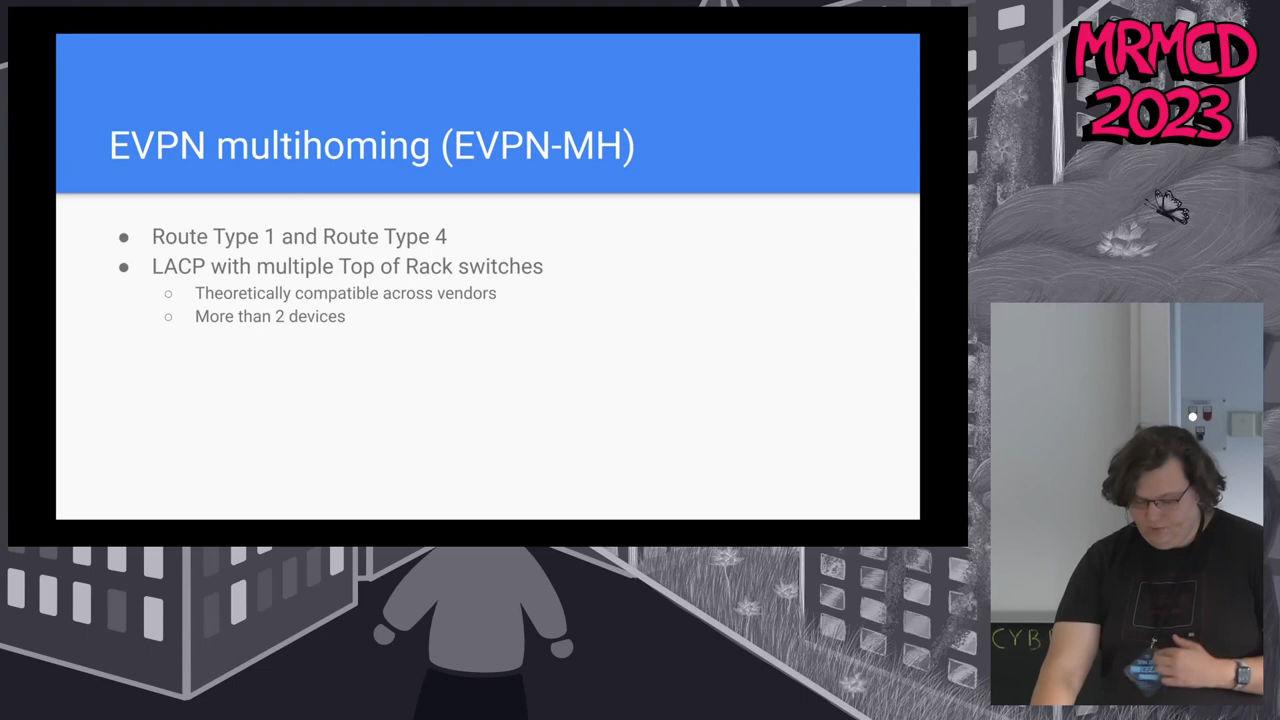 EVPN multihoming (EVPN-MH)
● Route Type 1 and Route Type 4
● LACP with multiple Top of Rack switches
○ Theoretically compatible across vendors
○ More than 2 devices
MRMCD
2023
CYB